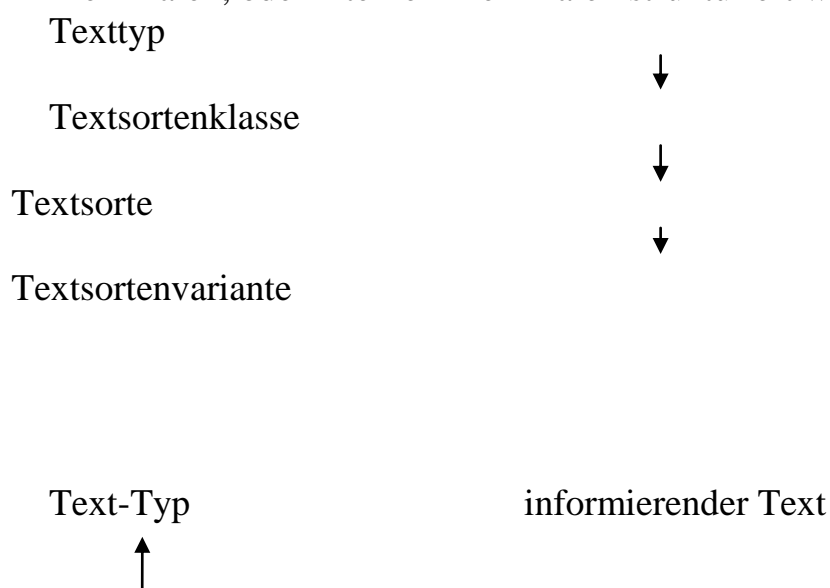 Texttyp
Textsortenklasse
Textsorte
Textsortenvariante
Text-Typ informierender Text